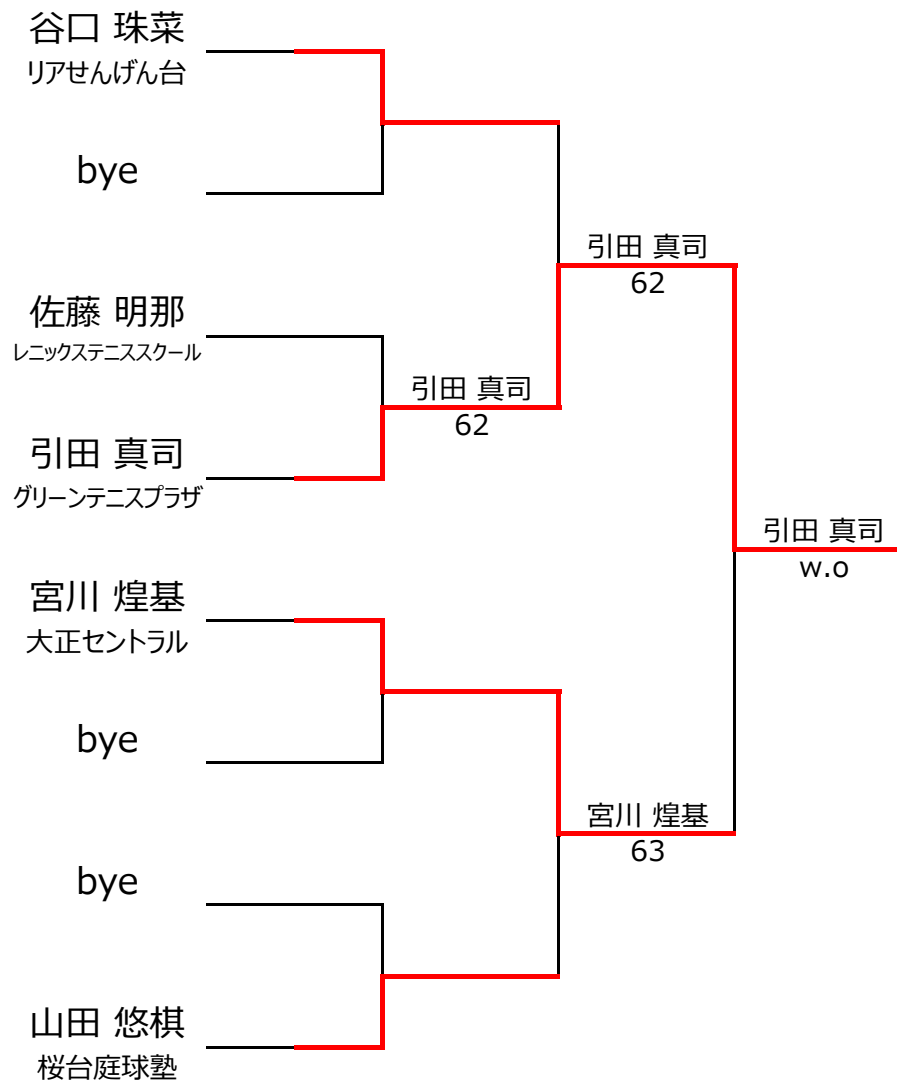 谷口 珠菜
リアせんげん台
bye
佐藤 明那
レニックステニススクール
引田 真司
グリーンテニスプラザ
宮川 煌基
大正セントラル
bye
bye
山田 悠棋
桜台庭球塾
引田 真司
62
引田 真司
62
宮川 煌基
63
引田 真司
w.o